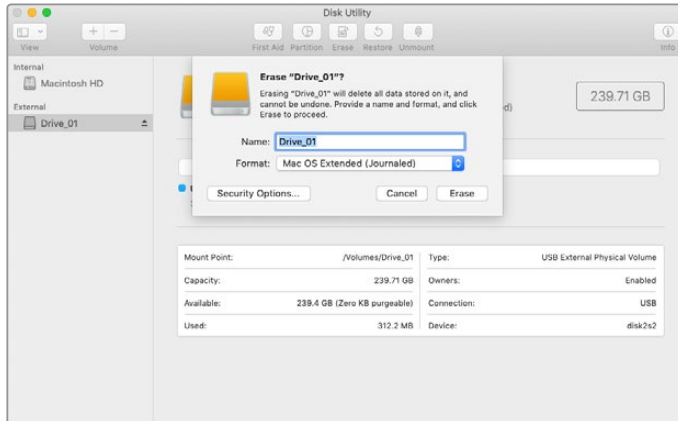 Disk Utility
View
Volume
First Aid
Partition
Erase
Restore
Unmount
Info
Internal
Macintosh HD
External
Drive_01
Erase “Drive_01”?
Erasing “Drive_01” will delete all data stored on it, and
cannot be undone. Provide a name and format, and click
Erase to proceed.
Name: Drive_01
Format: Mac OS Extended (Journaled)
Security Options...
Cancel
Erase
239.71 GB
Mount Point: /Volumes/Drive_01
Type: USB External Physical Volume
Capacity: 239.71 GB
Owners: Enabled
Available: 239.4 GB (Zero KB purgeable)
Connection: USB
Used: 312.2 MB
Device: disk2s2